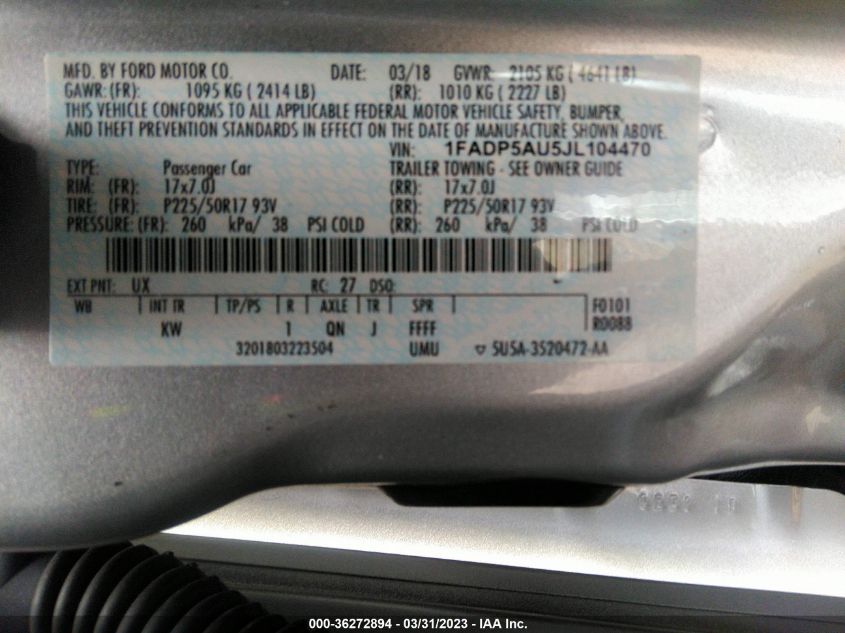 MFD. BY FORD MOTOR CO. DATE: 03/18 GVWR: 2105 KG ( 4641 LB)
GAWR: (FR): 1095 KG ( 2414 LB) (RR): 1010 KG ( 2227 LB)
THIS VEHICLE CONFORMS TO ALL APPLICABLE FEDERAL MOTOR VEHICLE SAFETY, BUMPER,
AND THEFT PREVENTION STANDARDS IN EFFECT ON THE DATE OF MANUFACTURE SHOWN ABOVE.
VIN: 1FADP5AU5JL104470
TYPE: Passenger Car TRAILER TOWING - SEE OWNER GUIDE
RIM: (FR): 17x7.0J (RR): 17x7.0J
TIRE: (FR): P225/50R17 93V (RR): P225/50R17 93V
PRESSURE: (FR): 260 kPa/ 38 PSI COLD (RR): 260 kPa/ 38 PSI COLD
EXT PNT: UX RC: 27 DSO:
WB INT TR TP/PS R AXLE TR SPR F0101
R0088
KW 1 QN J FFFF
3201803223504 UMU SU5A-3520472-AA
000-36272894 - 03/31/2023 - IAA Inc.